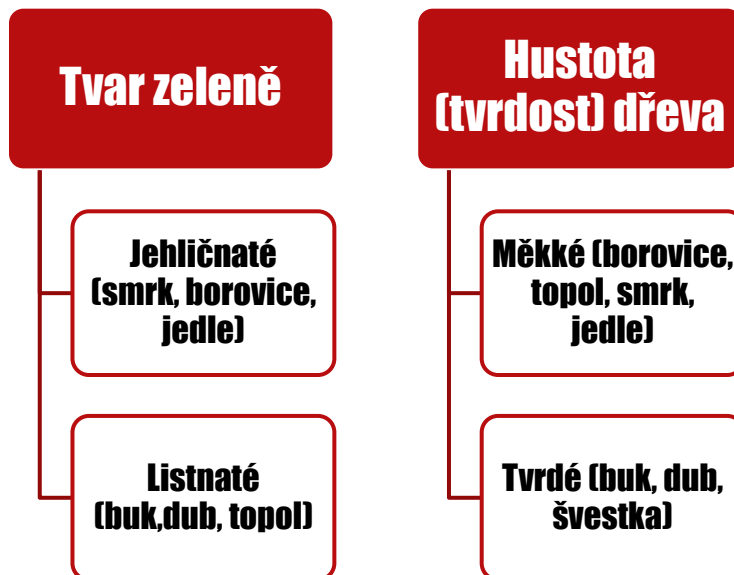 Tvar zeleně
Jehličnaté
(smrk, borovice,
jedle)
Listnaté
(buk,dub, topol)
Hustota
(tvrdost) dřeva
Měkké (borovice,
topol, smrk,
jedle)
Tvrdé (buk, dub,
švestka)